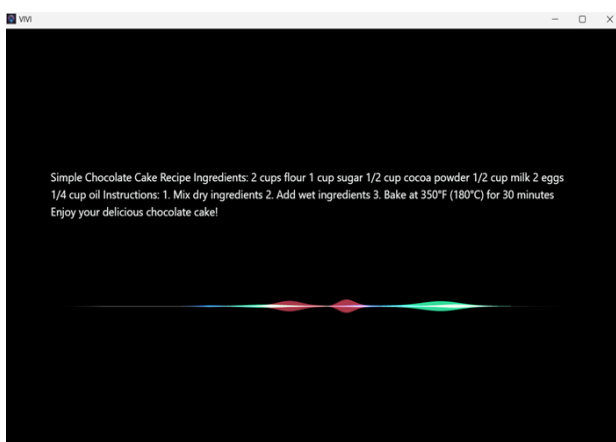 VIVI
Simple Chocolate Cake Recipe Ingredients: 2 cups flour 1 cup sugar 1/2 cup cocoa powder 1/2 cup milk 2 eggs
1/4 cup oil Instructions: 1. Mix dry ingredients 2. Add wet ingredients 3. Bake at 350°F (180°C) for 30 minutes
Enjoy your delicious chocolate cake!